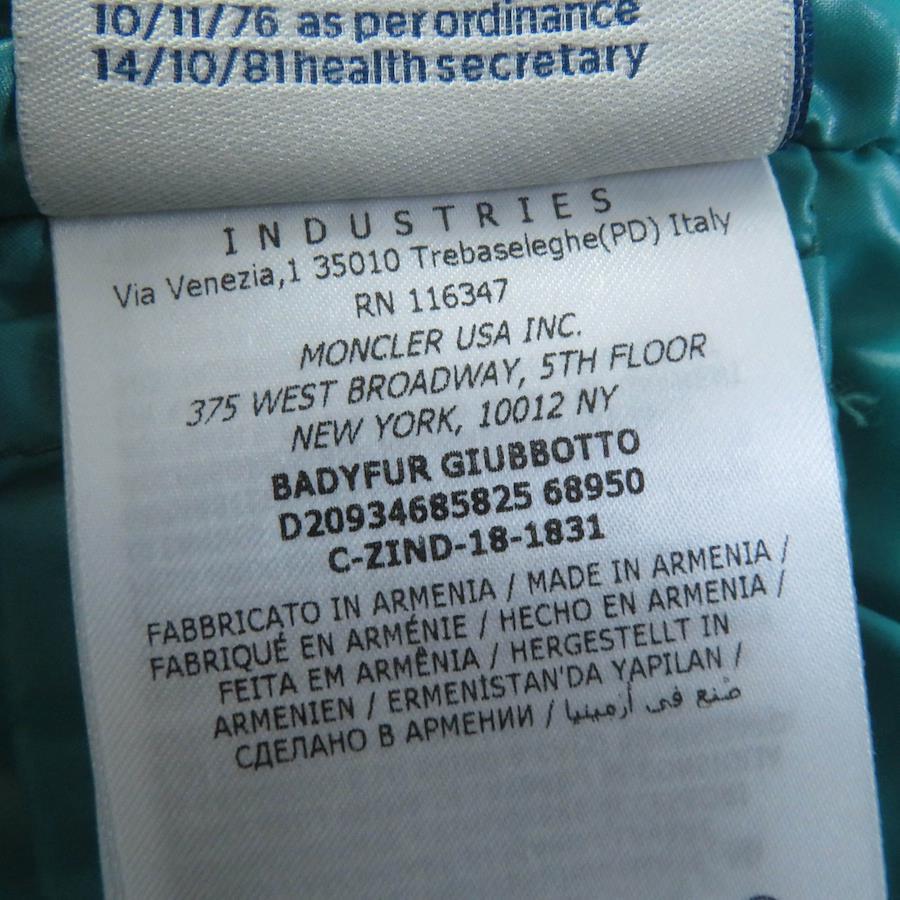 10/11/76 as per ordinance
14/10/81 health secretary
INDUSTRIES
Via Venezia,1 35010 Trebaseleghe(PD) Italy
RN 116347
MONCLER USA INC.
375 WEST BROADWAY, 5TH FLOOR
NEW YORK, 10012 NY
BADYFUR GIUBBOTTO
D20934685825 68950
C-ZIND-18-1831
FABBRICATO IN ARMENIA / MADE IN ARMENIA /
FABRIQUÉ EN ARMÉNIE / HECHO EN ARMENIA /
FEITA EM ARMÊNIA / HERGESTELLT IN
ARMENIEN / ERMENİSTAN'DA YAPILAN /
СДЕЛАНО В АРМЕНИИ / صنع في أرمينيا